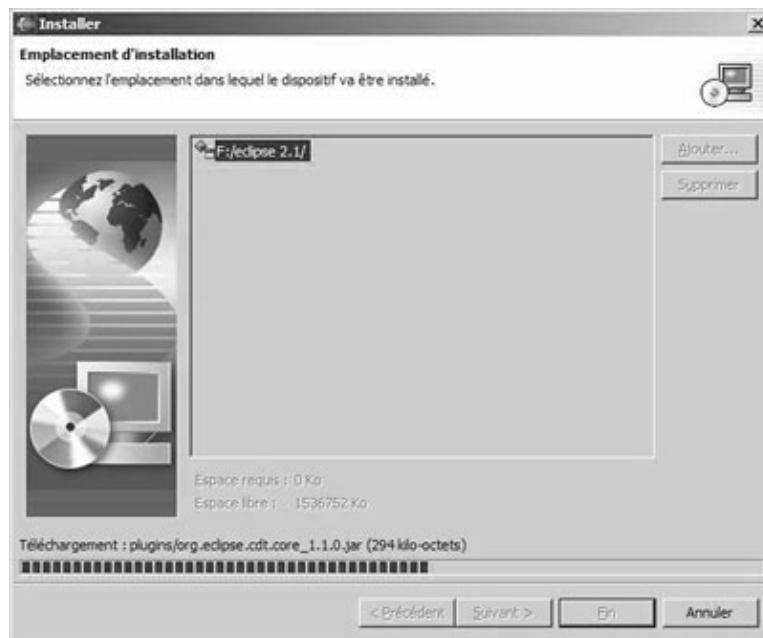 Installer
Emplacement d'installation
Sélectionnez l'emplacement dans lequel le dispositif va être installé.
F:/eclipse 2.1/
Ajouter...
Supprimer
Espace requis : 0 Ko
Espace libre : 1536752 Ko
Téléchargement : plugins/org.eclipse.cdt.core_1.1.0.jar (294 kilo-octets)
< Précédent
Suivant >
Fin
Annuler